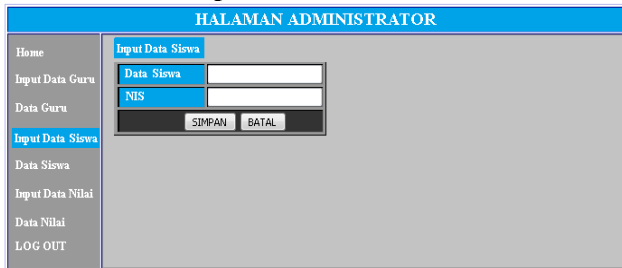 HALAMAN ADMINISTRATOR
Home
Input Data Guru
Data Guru
Input Data Siswa
Data Siswa
Input Data Nilai
Data Nilai
LOG OUT
Input Data Siswa
Data Siswa
NIS
SIMPAN BATAL